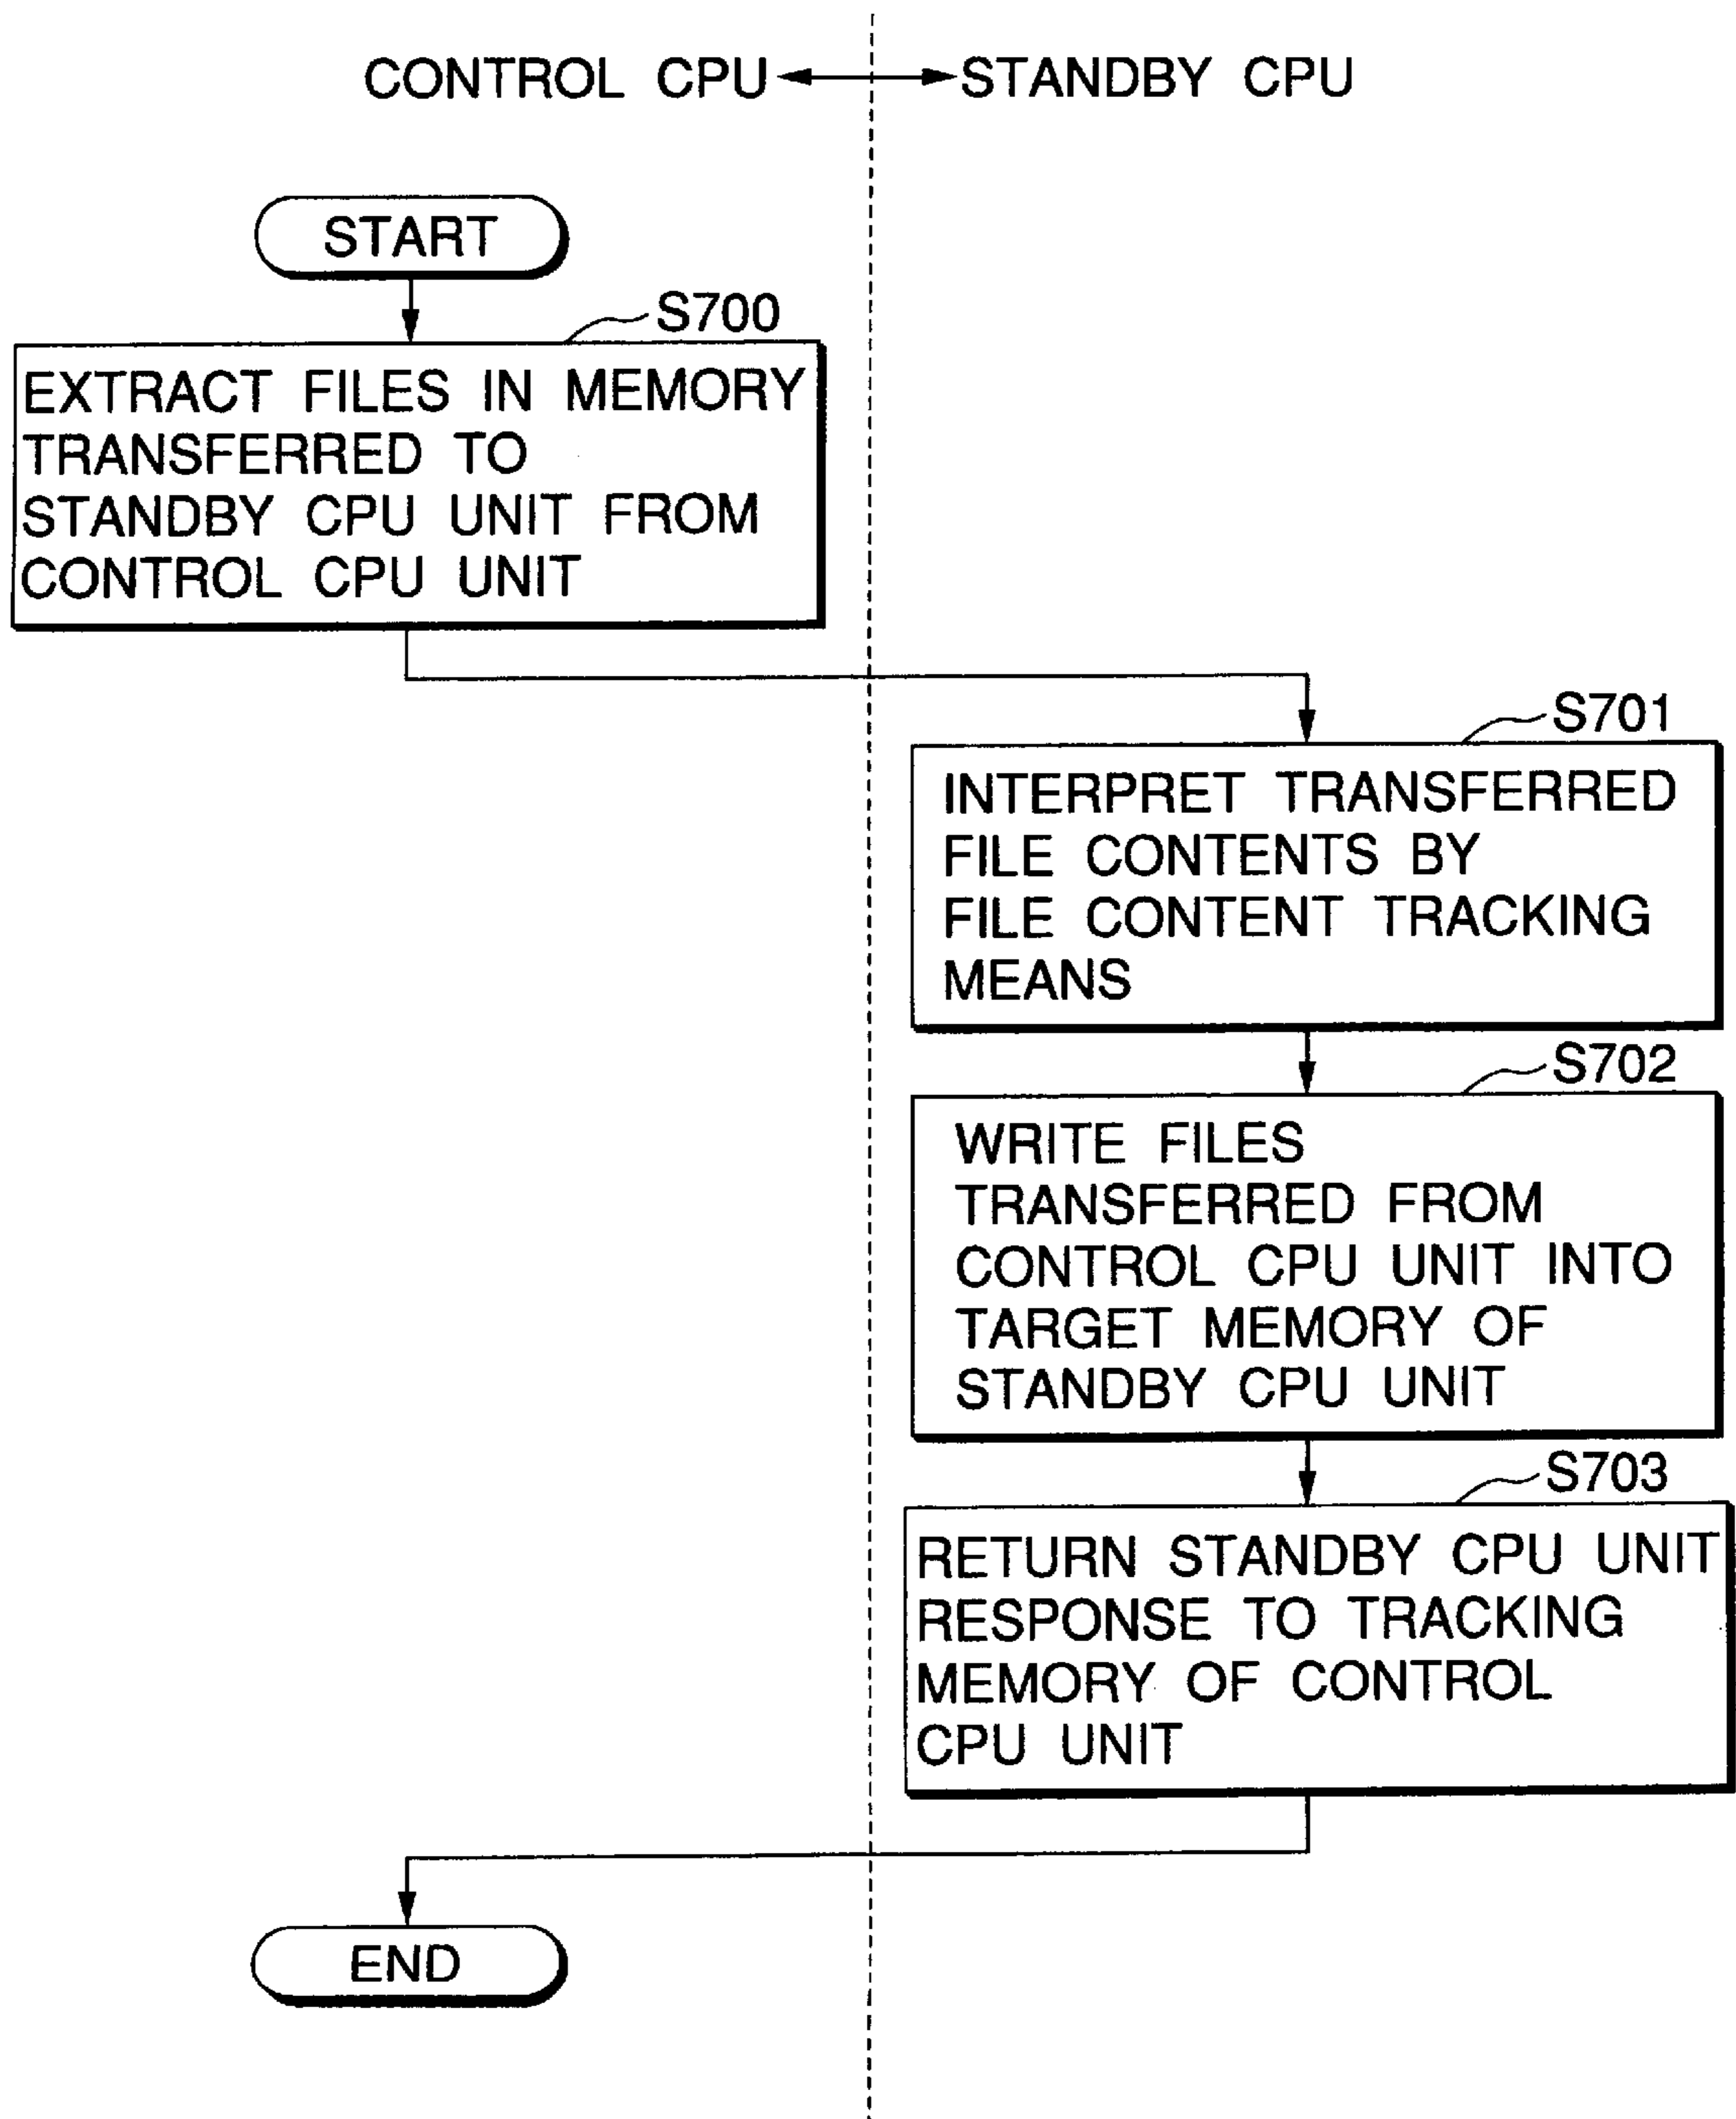 CONTROL CPU
STANDBY CPU
START
S700
EXTRACT FILES IN MEMORY
TRANSFERRED TO
STANDBY CPU UNIT FROM
CONTROL CPU UNIT
S701
INTERPRET TRANSFERRED
FILE CONTENTS BY
FILE CONTENT TRACKING
MEANS
S702
WRITE FILES
TRANSFERRED FROM
CONTROL CPU UNIT INTO
TARGET MEMORY OF
STANDBY CPU UNIT
S703
RETURN STANDBY CPU UNIT
RESPONSE TO TRACKING
MEMORY OF CONTROL
CPU UNIT
END